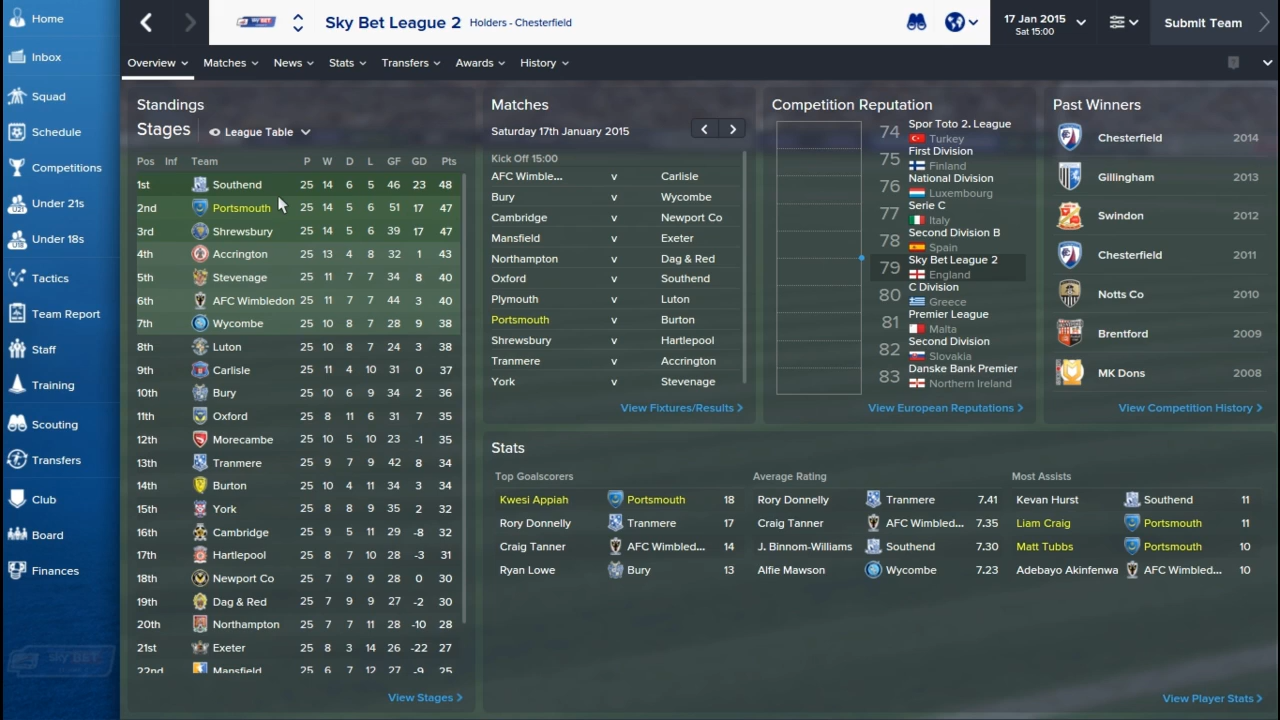 Home
Inbox
Squad
Schedule
Competitions
Under 21s
Under 18s
Tactics
Team Report
Staff
Training
Scouting
Transfers
Club
Board
Finances
Sky Bet League 2 Holders - Chesterfield
17 Jan 2015
Sat 15:00
Submit Team
Overview Matches News Stats Transfers Awards History
Standings
Stages League Table
Pos Inf Team P W D L GF GD Pts
1st Southend 25 14 6 5 46 23 48
2nd Portsmouth 25 14 5 6 51 17 47
3rd Shrewsbury 25 14 5 6 39 17 47
4th Accrington 25 13 4 8 32 1 43
5th Stevenage 25 11 7 7 34 8 40
6th AFC Wimbledon 25 11 7 7 44 3 40
7th Wycombe 25 10 8 7 28 9 38
8th Luton 25 10 8 7 24 3 38
9th Carlisle 25 11 4 10 31 0 37
10th Bury 25 10 6 9 34 2 36
11th Oxford 25 8 11 6 31 7 35
12th Morecambe 25 10 5 10 23 -1 35
13th Tranmere 25 9 7 9 42 8 34
14th Burton 25 10 4 11 34 3 34
15th York 25 8 8 9 35 2 32
16th Cambridge 25 9 5 11 29 -8 32
17th Hartlepool 25 8 7 10 28 -3 31
18th Newport Co 25 7 9 9 28 0 30
19th Dag & Red 25 7 9 9 27 -2 30
20th Northampton 25 7 7 11 28 -10 28
21st Exeter 25 8 3 14 26 -22 27
22nd Mansfield 25 6 7 12 27 -9 25
View Stages
Matches
Saturday 17th January 2015
Kick Off 15:00
AFC Wimble... v Carlisle
Bury v Wycombe
Cambridge v Newport Co
Mansfield v Exeter
Northampton v Dag & Red
Oxford v Southend
Plymouth v Luton
Portsmouth v Burton
Shrewsbury v Hartlepool
Tranmere v Accrington
York v Stevenage
View Fixtures/Results
Competition Reputation
74 Spor Toto 2. League
Turkey
75 First Division
Finland
76 National Division
Luxembourg
77 Serie C
Italy
78 Second Division B
Spain
79 Sky Bet League 2
England
80 C Division
Greece
81 Premier League
Malta
82 Second Division
Slovakia
83 Danske Bank Premier
Northern Ireland
View European Reputations
Past Winners
Chesterfield 2014
Gillingham 2013
Swindon 2012
Chesterfield 2011
Notts Co 2010
Brentford 2009
MK Dons 2008
View Competition History
Stats
Top Goalscorers
Kwesi Appiah Portsmouth 18
Rory Donnelly Tranmere 17
Craig Tanner AFC Wimbled... 14
Ryan Lowe Bury 13
Average Rating
Rory Donnelly Tranmere 7.41
Craig Tanner AFC Wimbled... 7.35
J. Binnom-Williams Southend 7.30
Alfie Mawson Wycombe 7.23
Most Assists
Kevan Hurst Southend 11
Liam Craig Portsmouth 11
Matt Tubbs Portsmouth 10
Adebayo Akinfenwa AFC Wimbled... 10
View Player Stats